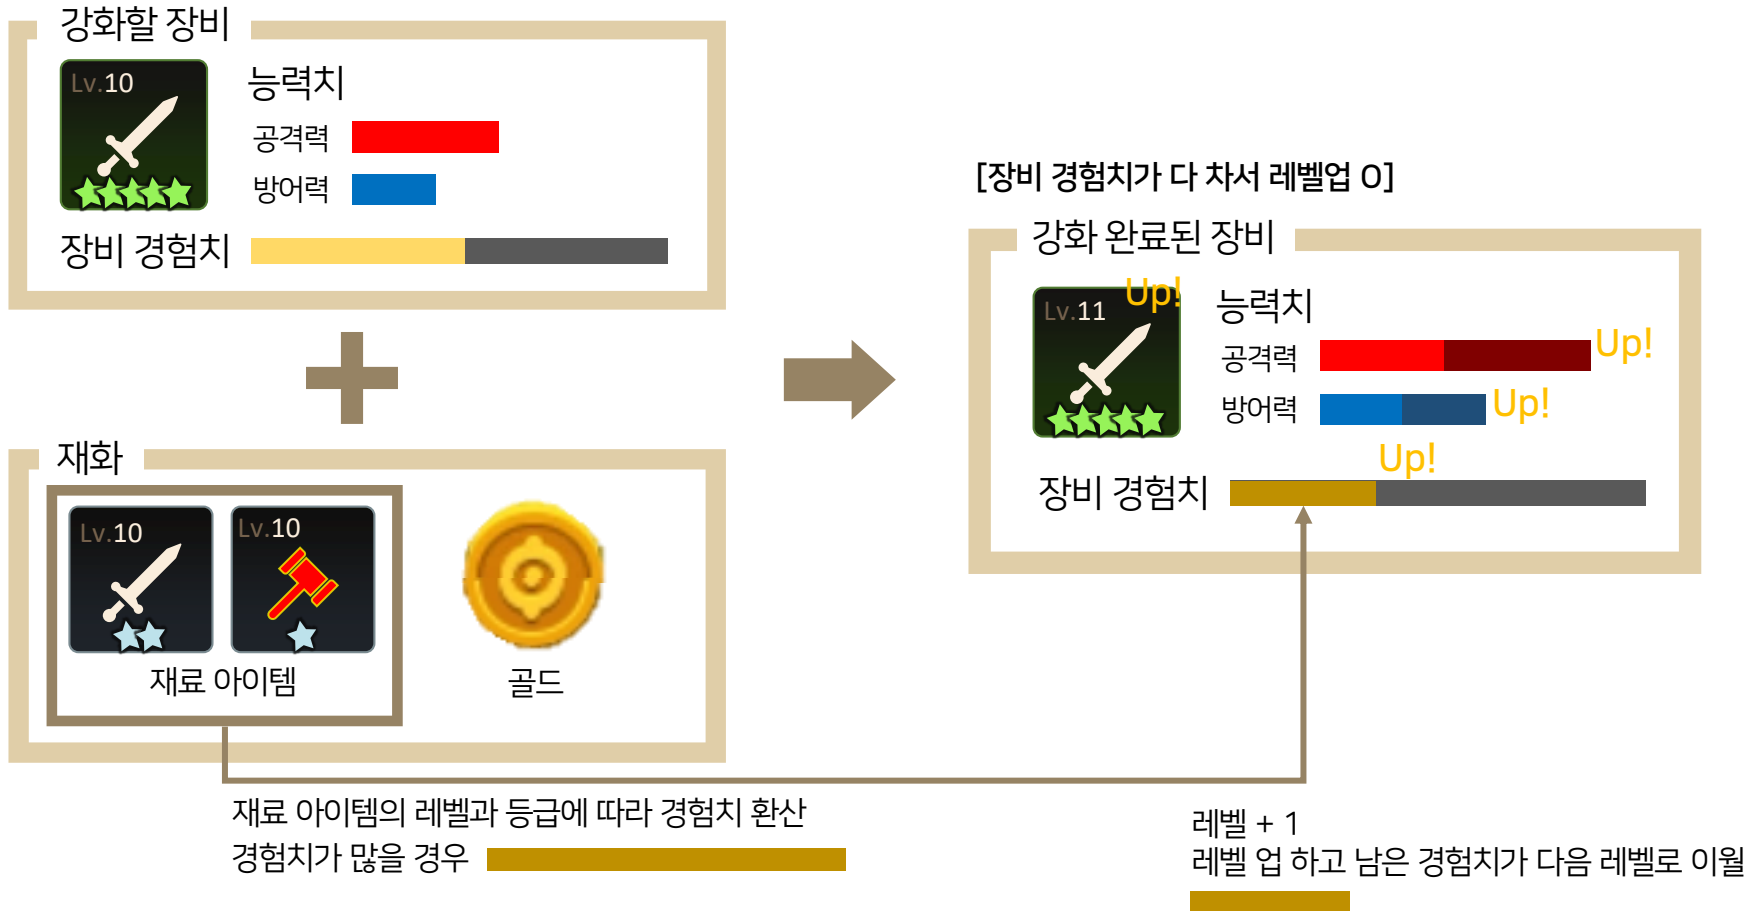 강화할 장비
Lv.10
능력치
공격력
방어력
장비 경험치
재화
Lv.10
Lv.10
재료 아이템
골드
재료 아이템의 레벨과 등급에 따라 경험치 환산
경험치가 많을 경우
[장비 경험치가 다 차서 레벨업 O]
강화 완료된 장비
Lv.11
Up!
능력치
공격력
Up!
방어력
Up!
Up!
장비 경험치
레벨 + 1
레벨 업 하고 남은 경험치가 다음 레벨로 이월